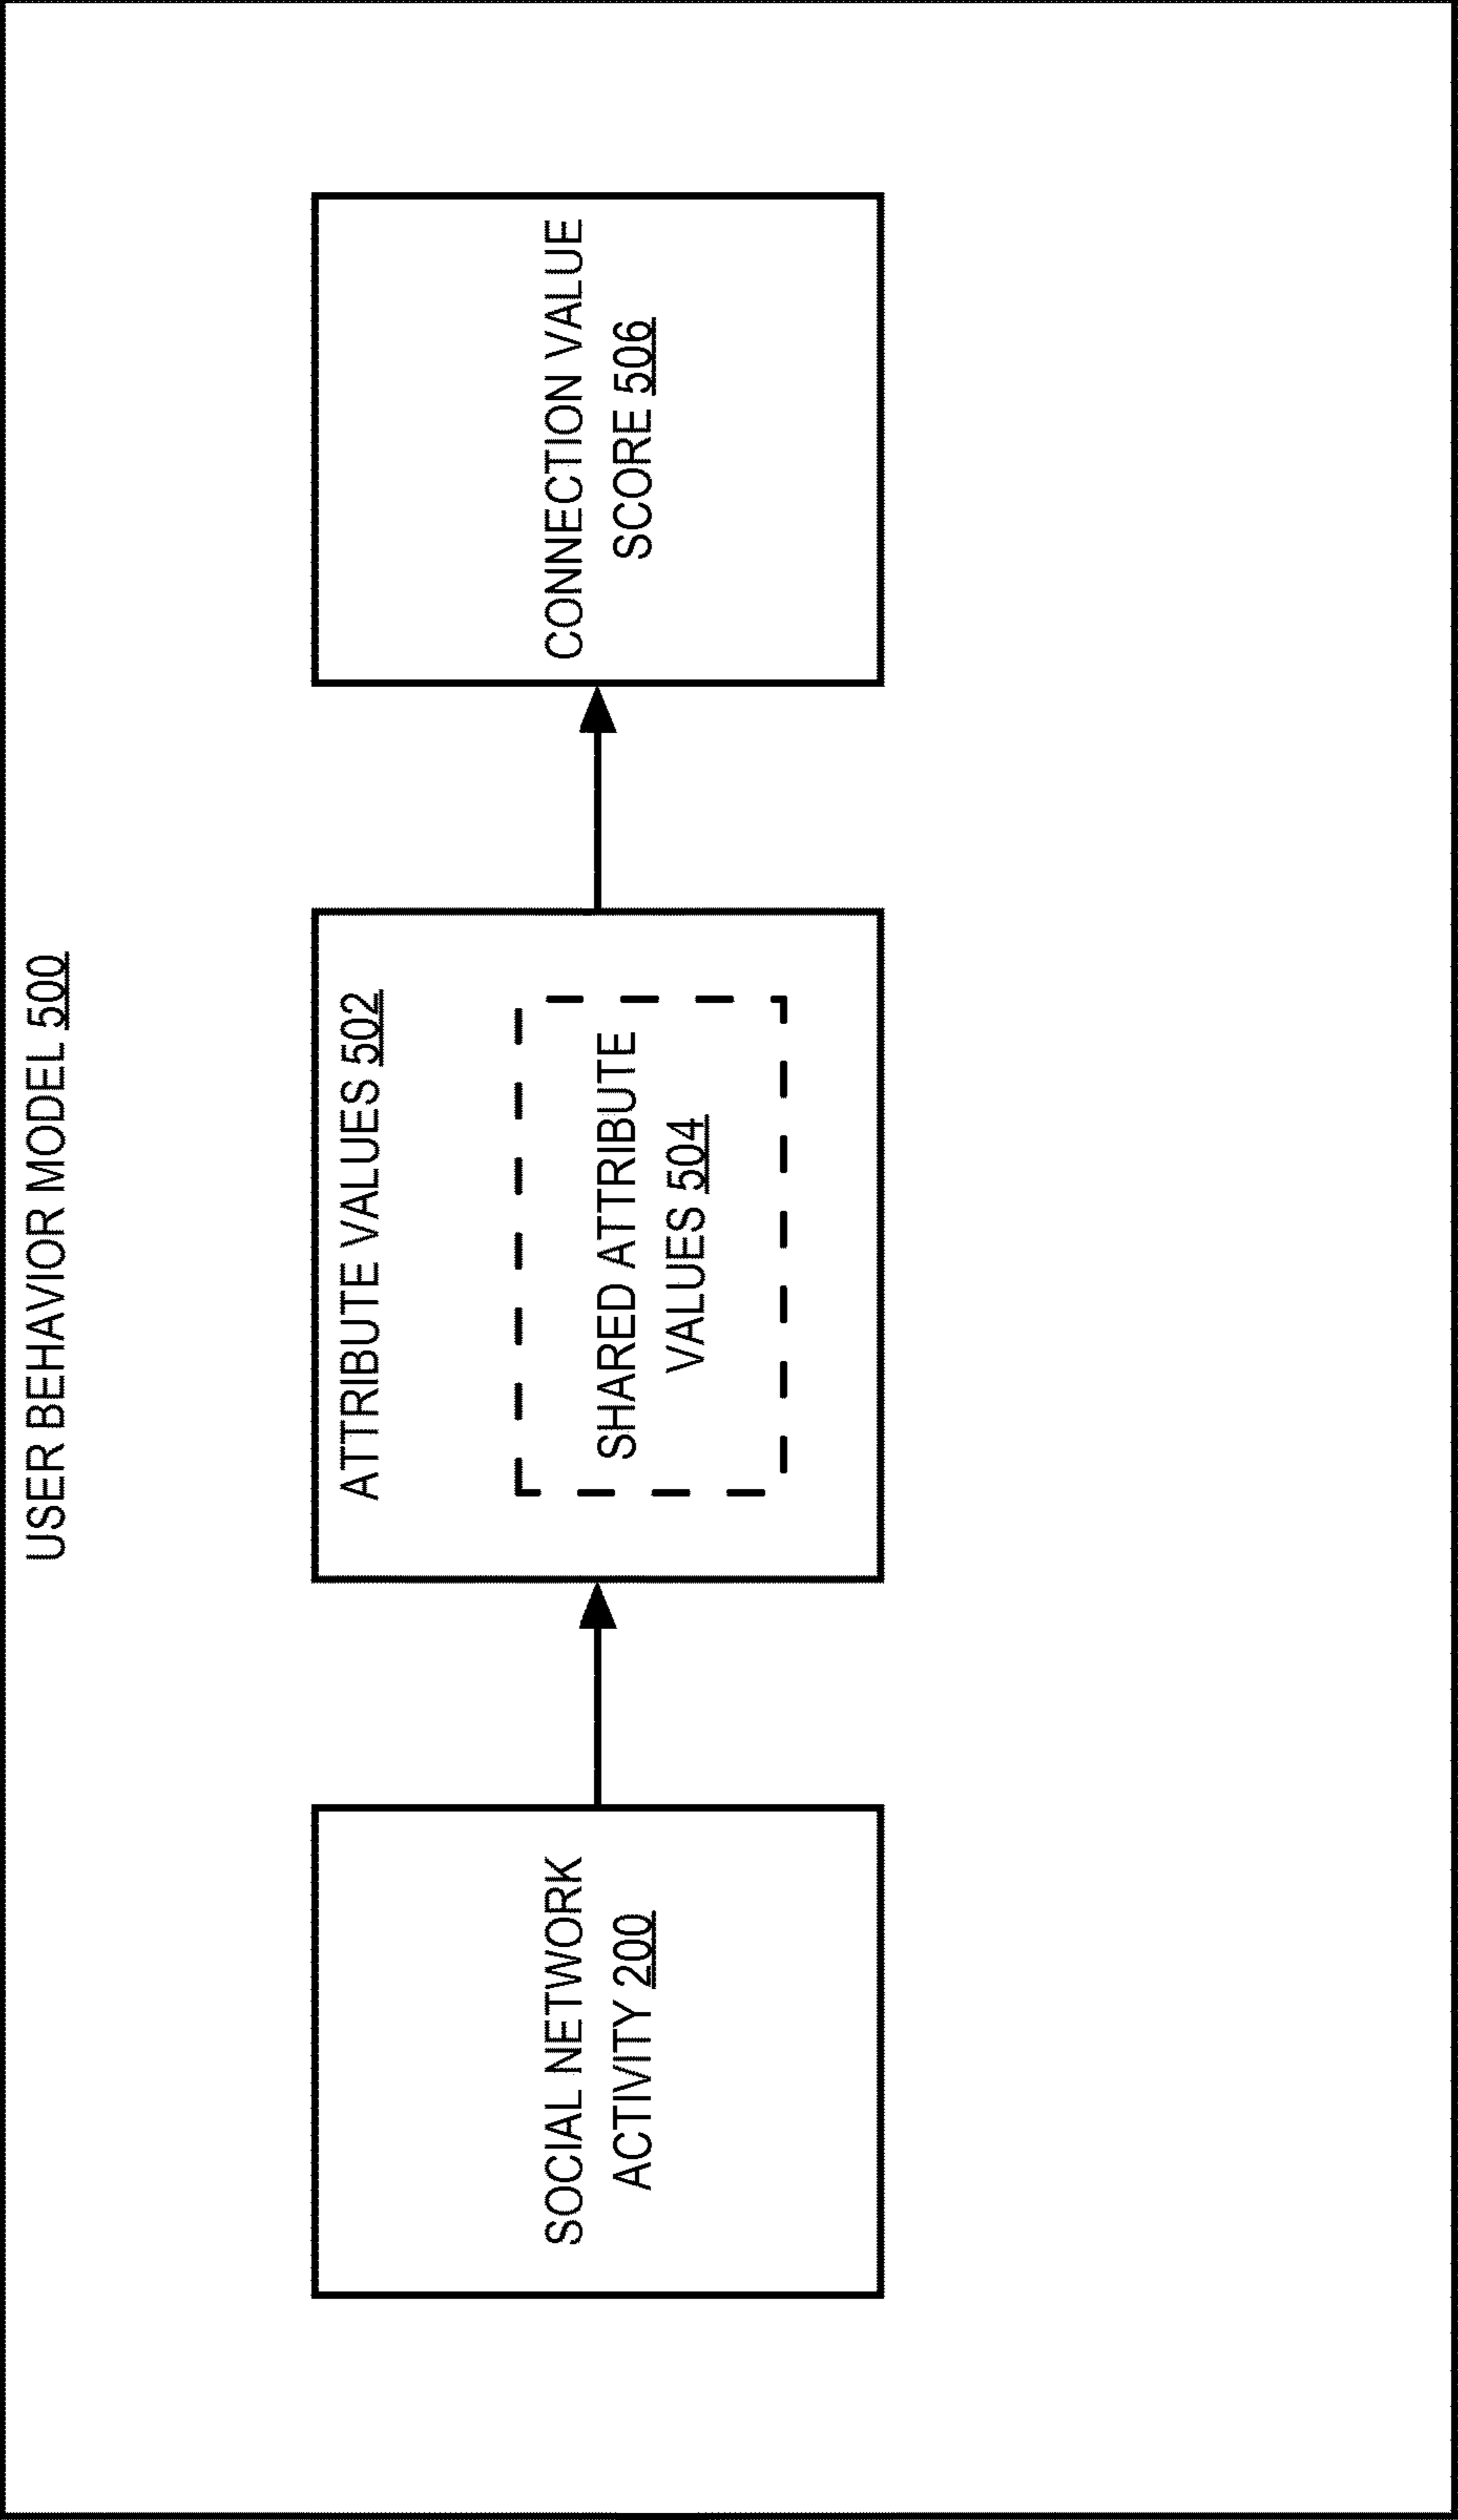 USER BEHAVIOR MODEL 500
SOCIAL NETWORK
ACTIVITY 200
ATTRIBUTE VALUES 502
SHARED ATTRIBUTE
VALUES 504
CONNECTION VALUE
SCORE 506